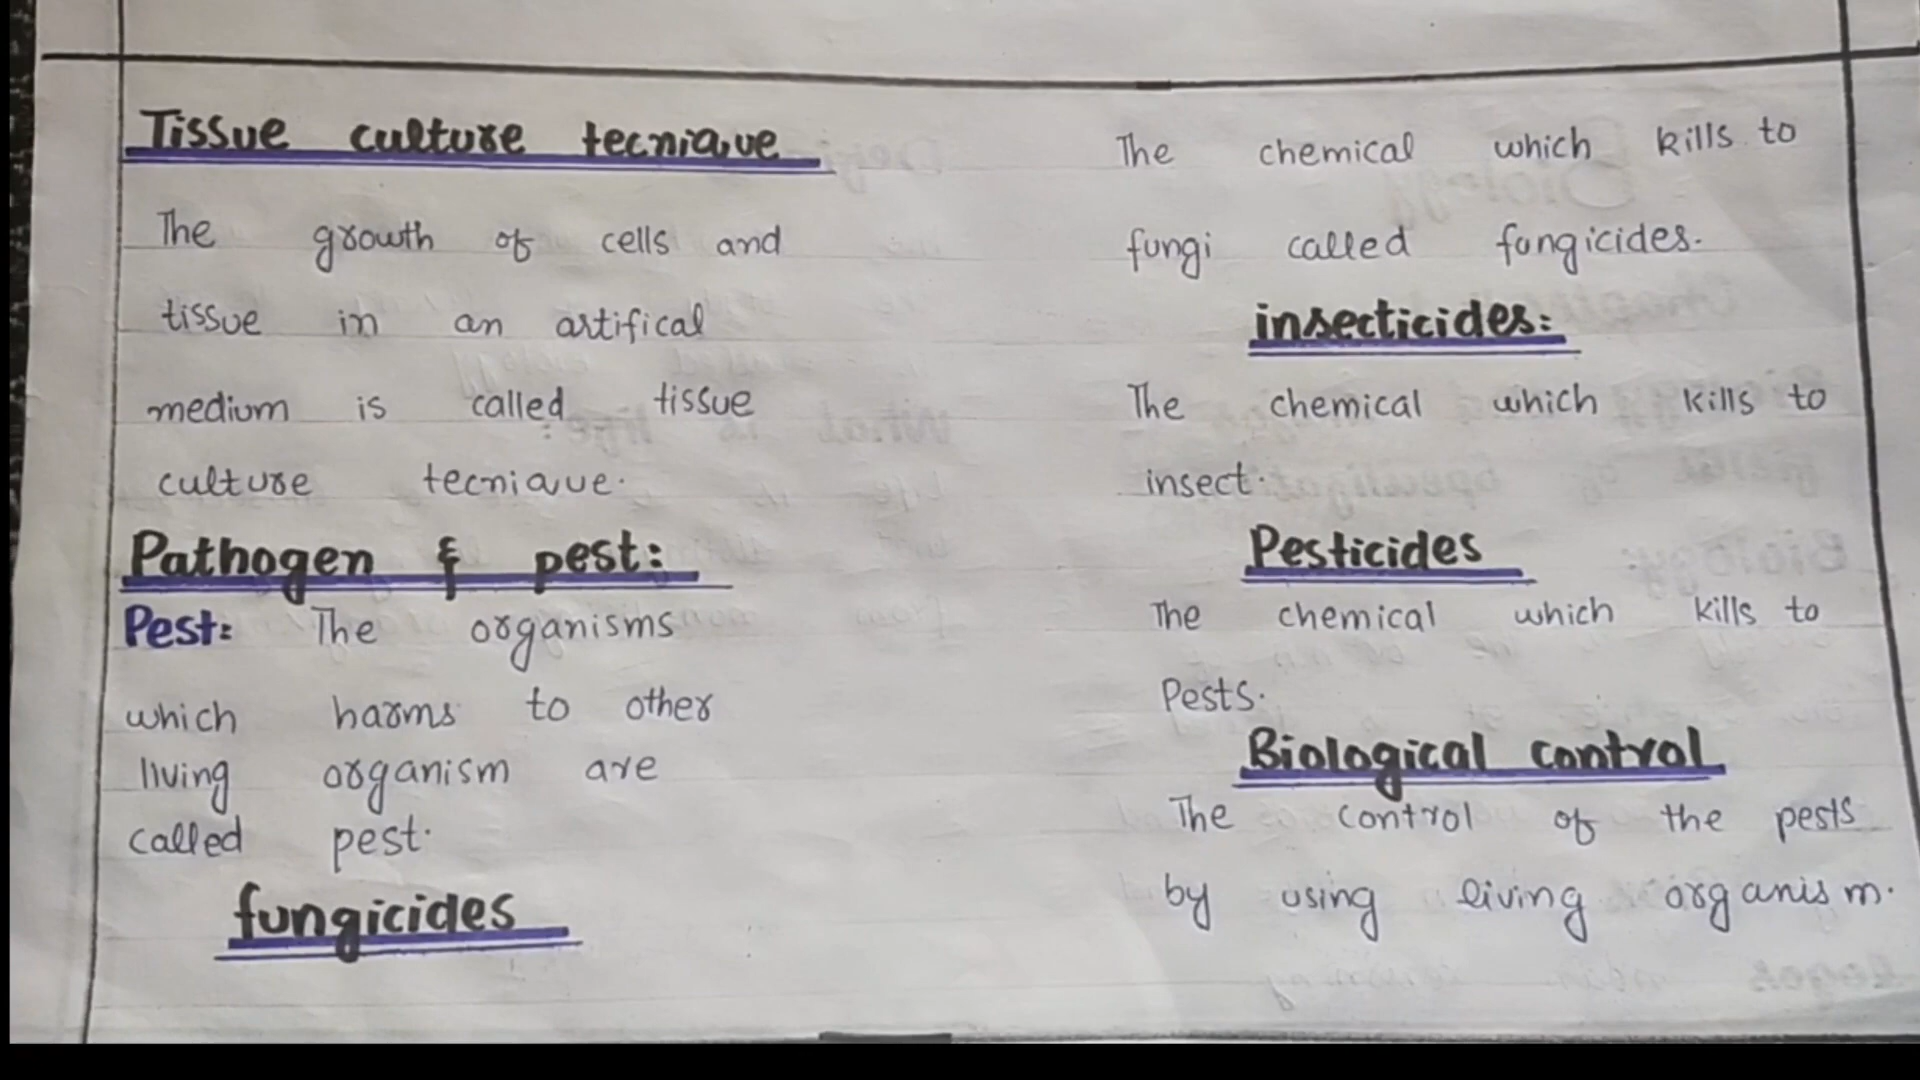 Tissue culture tecnique
The growth of cells and
tissue in an artifical
medium is called tissue
culture tecnique.
Pathogen & pest:
Pest: The organisms
which harms to other
living organism are
called pest.
fungicides
The chemical which kills to
fungi called fungicides.
insecticides:
The chemical which kills to
insect.
Pesticides
The chemical which kills to
Pests.
Biological control
The control of the pests
by using living organism.